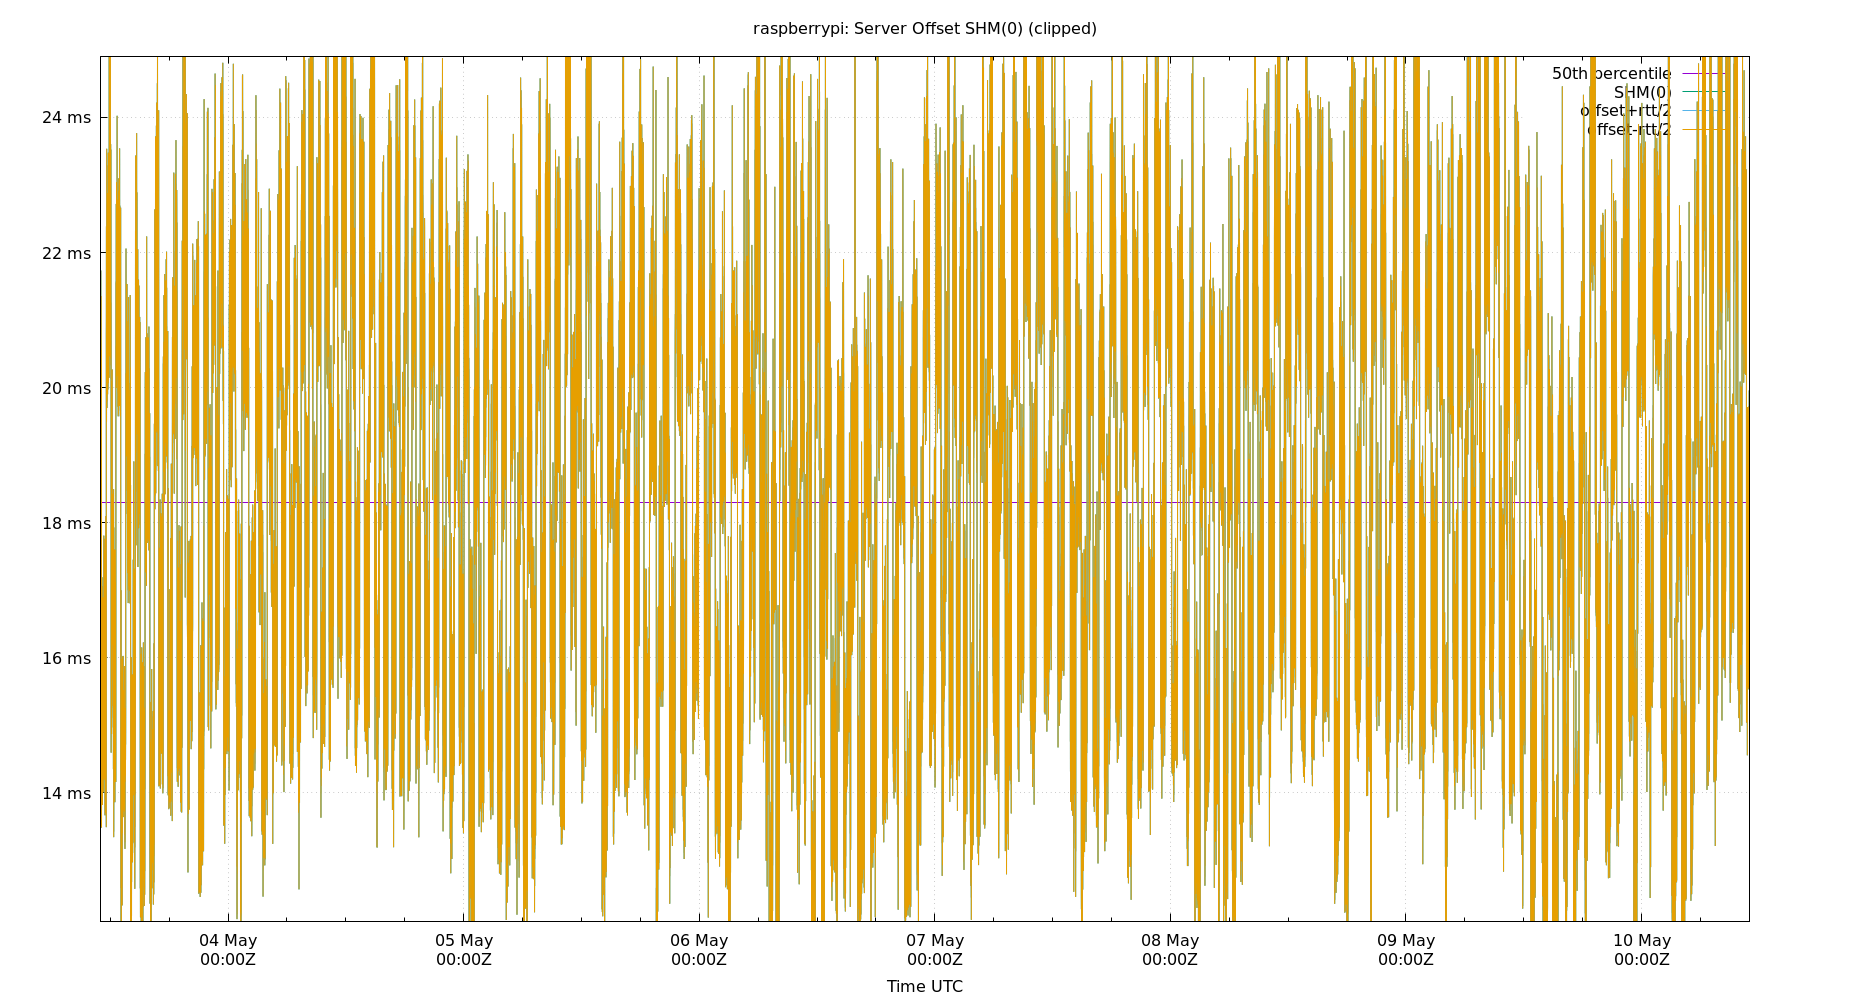 raspberrypi: Server Offset SHM(0) (clipped)
50th percentile
SHM(0)
offset+rtt/2
offset-rtt/2
24 ms
22 ms
20 ms
18 ms
16 ms
14 ms
04 May 05 May 06 May 07 May 08 May 09 May 10 May
00:00Z 00:00Z 00:00Z 00:00Z 00:00Z 00:00Z 00:00Z
Time UTC